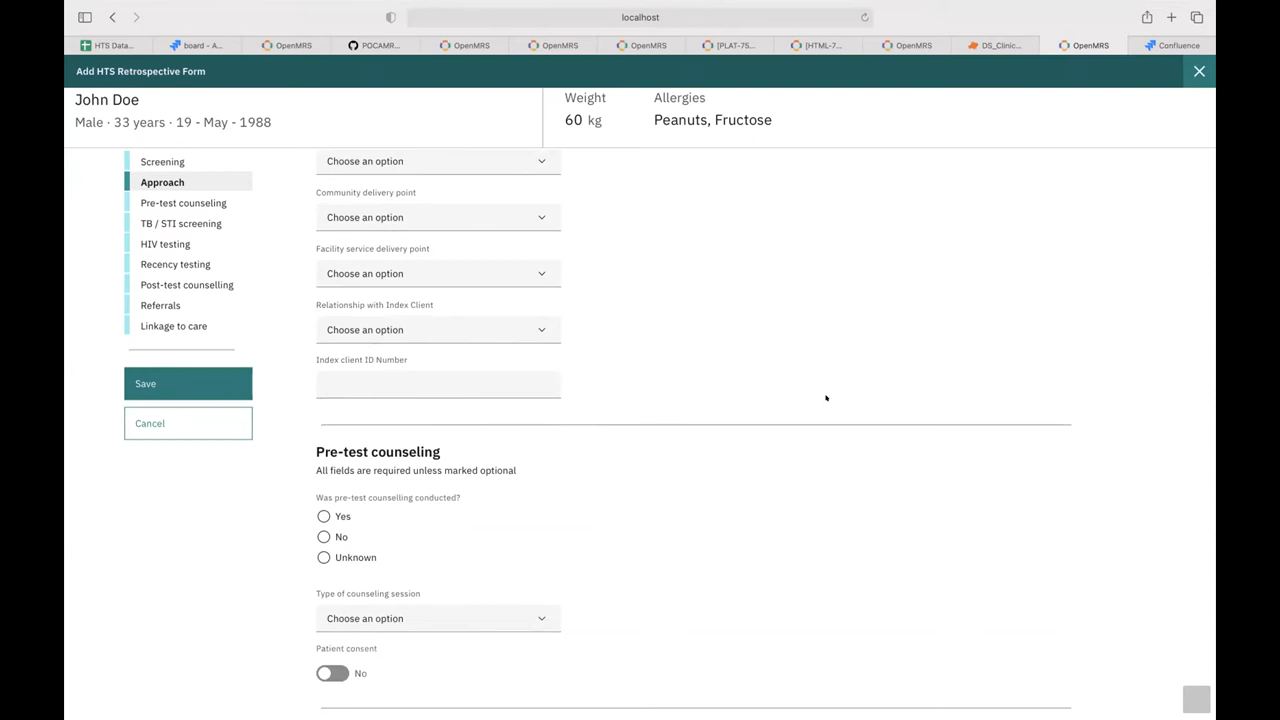 localhost
HTS Data...
board - A...
OpenMRS
POCAMR...
OpenMRS
OpenMRS
OpenMRS
[PLAT-75...
[HTML-7...
OpenMRS
DS_Clinic...
OpenMRS
Confluence
Add HTS Retrospective Form
John Doe
Male · 33 years · 19 - May - 1988
Weight
60 kg
Allergies
Peanuts, Fructose
Screening
Approach
Pre-test counseling
TB / STI screening
HIV testing
Recency testing
Post-test counselling
Referrals
Linkage to care
Save
Cancel
Choose an option
Community delivery point
Choose an option
Facility service delivery point
Choose an option
Relationship with Index Client
Choose an option
Index client ID Number
Pre-test counseling
All fields are required unless marked optional
Was pre-test counselling conducted?
Yes
No
Unknown
Type of counseling session
Choose an option
Patient consent
No